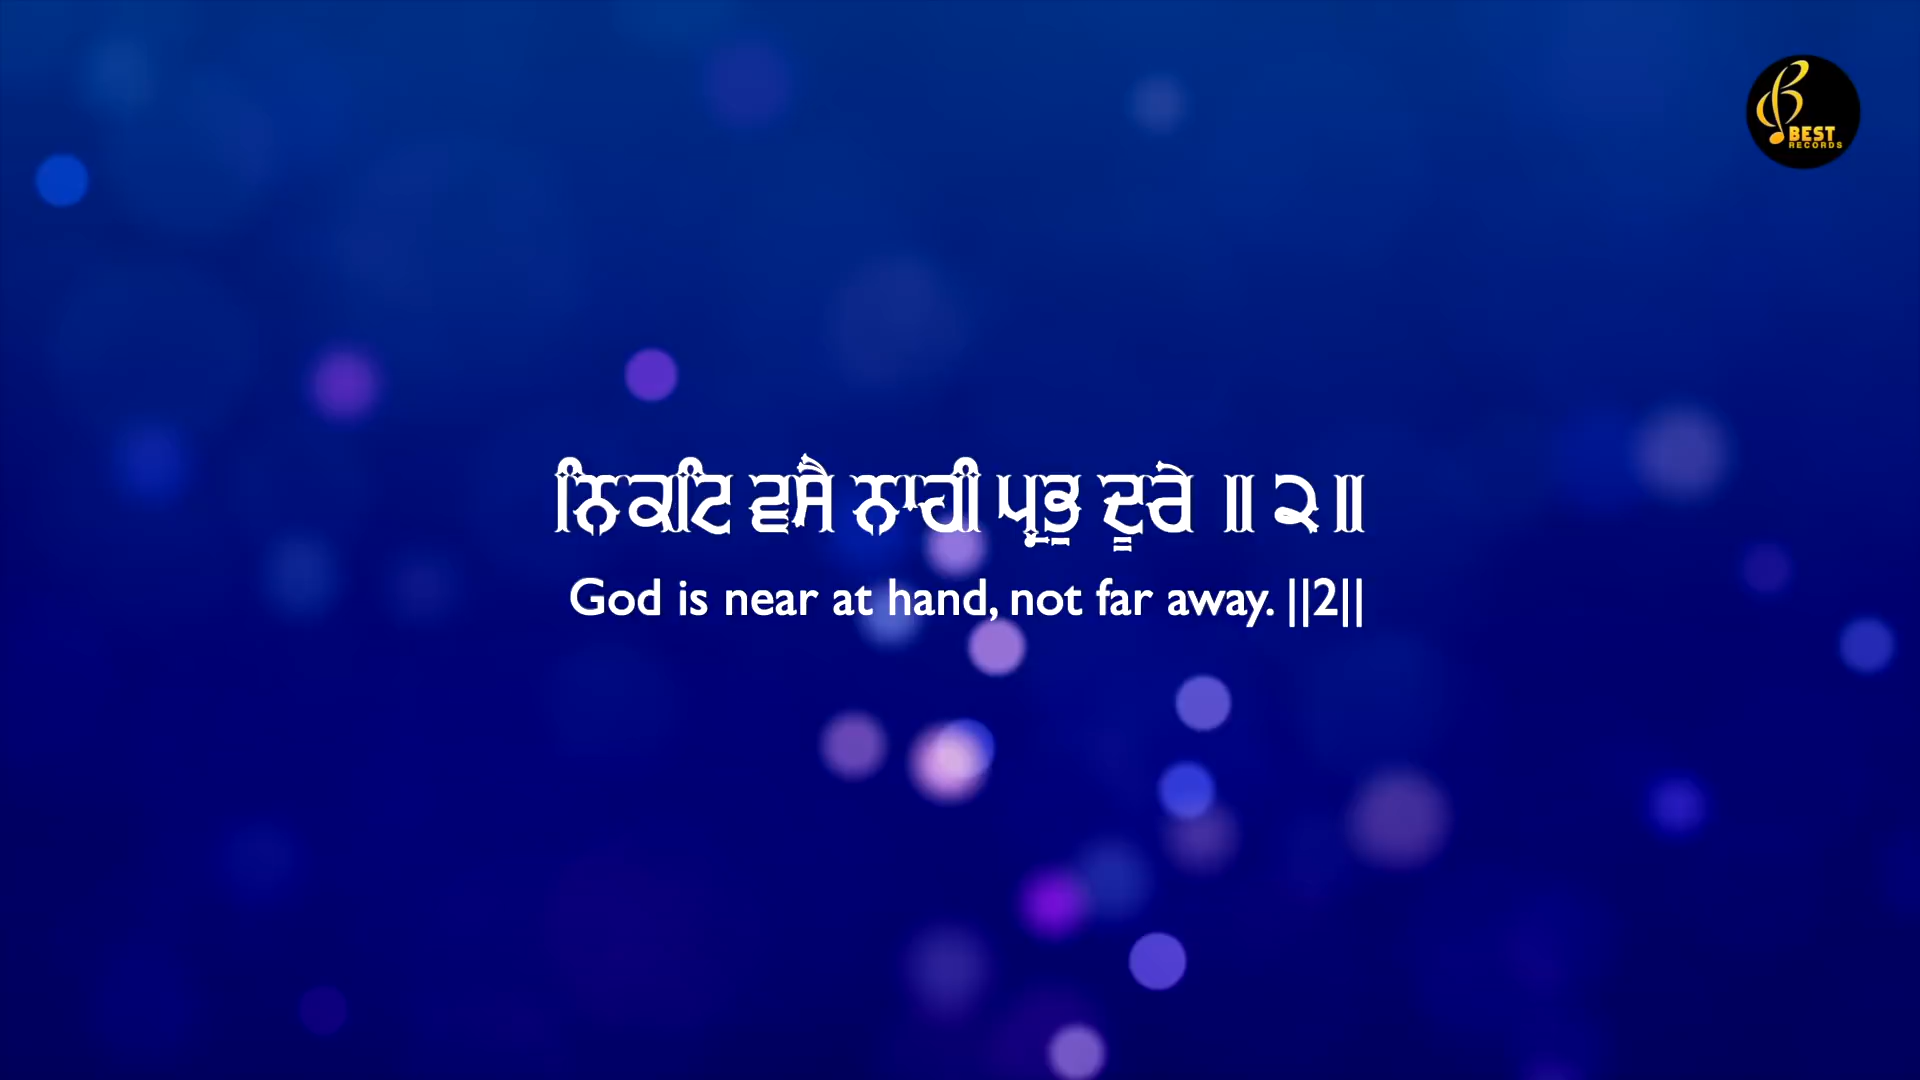 BEST
RECORDS
ਨਿਕਟਿ ਵਸੈ ਨਾਹੀ ਪ੍ਰਭੁ ਦੂਰੇ ॥੨॥
God is near at hand, not far away. ||2||